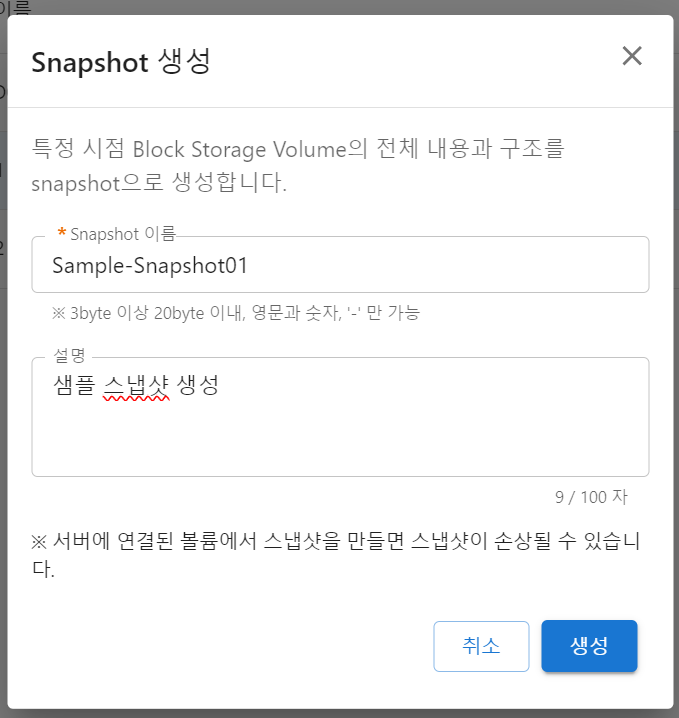 이름
Snapshot 생성
특정 시점 Block Storage Volume의 전체 내용과 구조를
snapshot으로 생성합니다.
* Snapshot 이름
Sample-Snapshot01
※ 3byte 이상 20byte 이내, 영문과 숫자, '-' 만 가능
설명
샘플 스냅샷 생성
9 / 100 자
※ 서버에 연결된 볼륨에서 스냅샷을 만들면 스냅샷이 손상될 수 있습니
다.
취소
생성